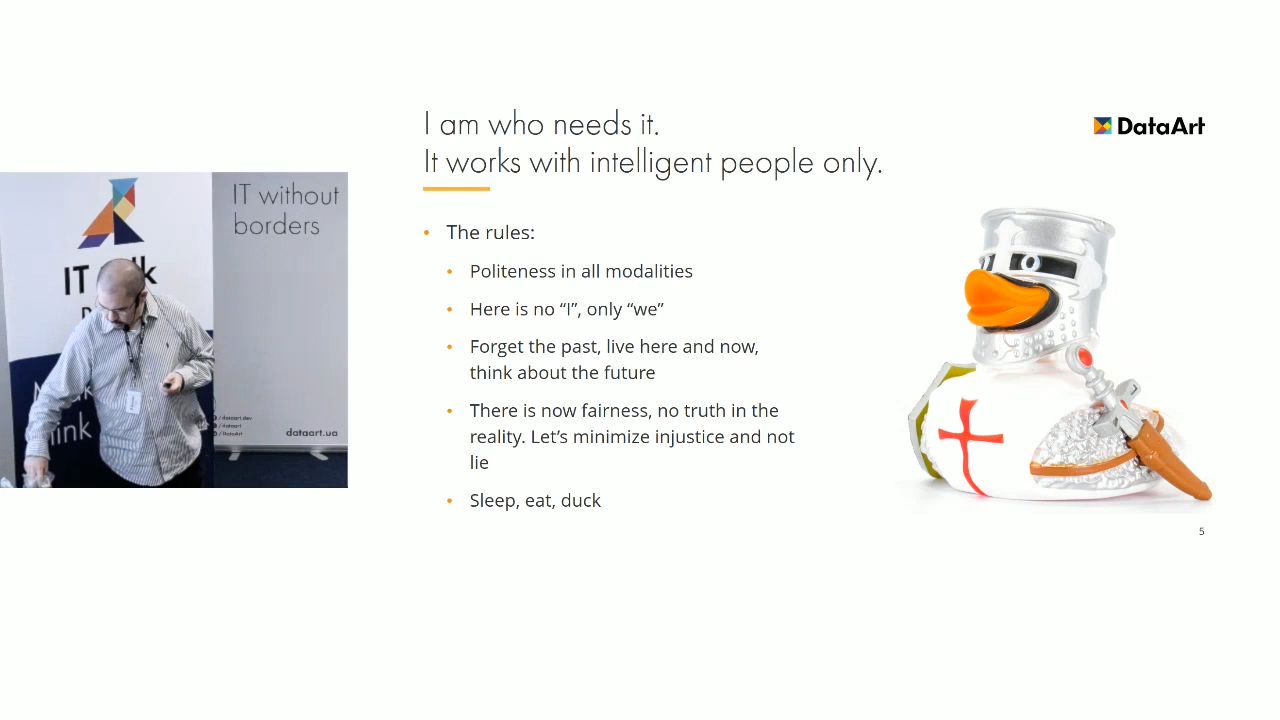 I am who needs it.
It works with intelligent people only.
DataArt
IT without
borders
IT
• The rules:
• Politeness in all modalities
• Here is no “I”, only “we”
• Forget the past, live here and now,
think about the future
• There is now fairness, no truth in the
reality. Let’s minimize injustice and not
lie
• Sleep, eat, duck
dataart.ua
5